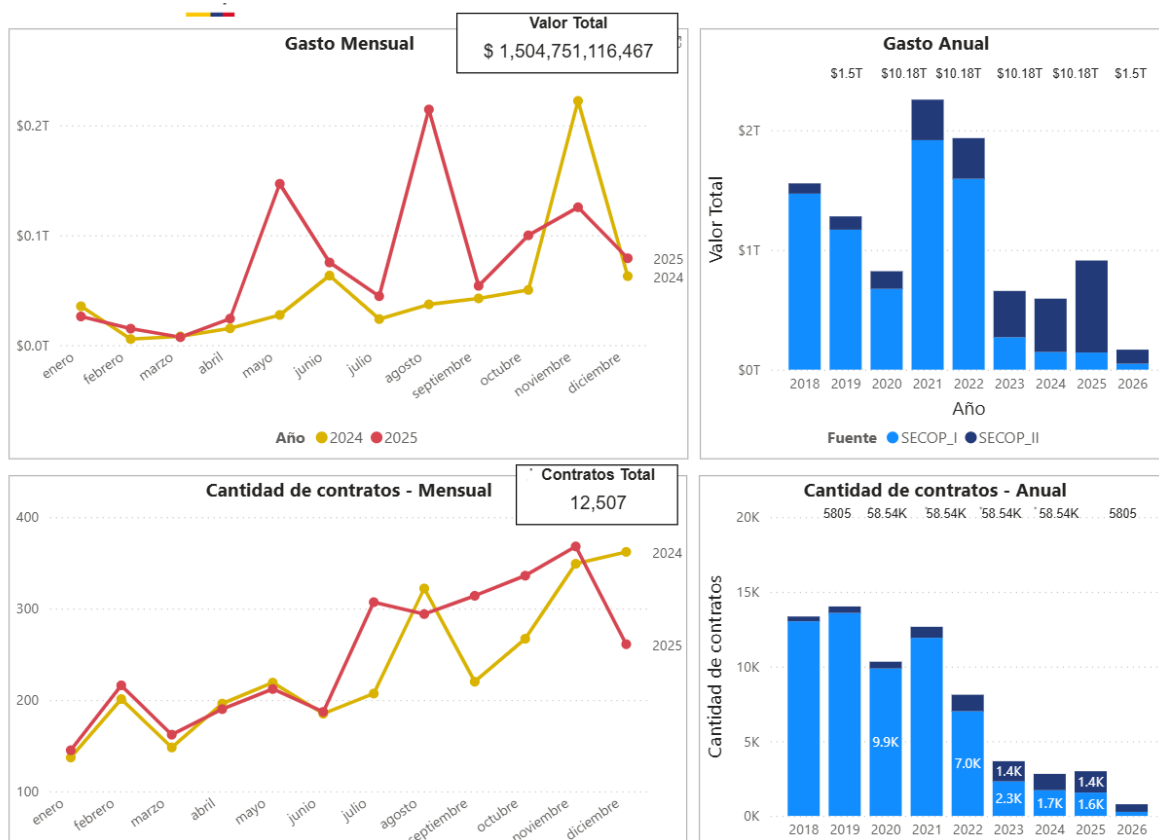 Gasto Mensual
Valor Total
$ 1,504,751,116,467
$0.2T
$0.1T
$0.0T
2025
2024
enero
febrero
marzo
abril
mayo
junio
julio
agosto
septiembre
octubre
noviembre
diciembre
Año 2024 2025
Gasto Anual
$1.5T $10.18T $10.18T $10.18T $10.18T $1.5T
Valor Total
$2T
$1T
$0T
2018 2019 2020 2021 2022 2023 2024 2025 2026
Año
Fuente SECOP_I SECOP_II
Cantidad de contratos - Mensual
Contratos Total
12,507
400
300
200
100
2024
2025
enero
febrero
marzo
abril
mayo
junio
julio
agosto
septiembre
octubre
noviembre
diciembre
Cantidad de contratos - Anual
5805 58.54K 58.54K 58.54K 58.54K 5805
Cantidad de contratos
20K
15K
10K
5K
0K
9.9K
7.0K
1.4K
2.3K
1.7K
1.4K
1.6K
2018 2019 2020 2021 2022 2023 2024 2025 2026